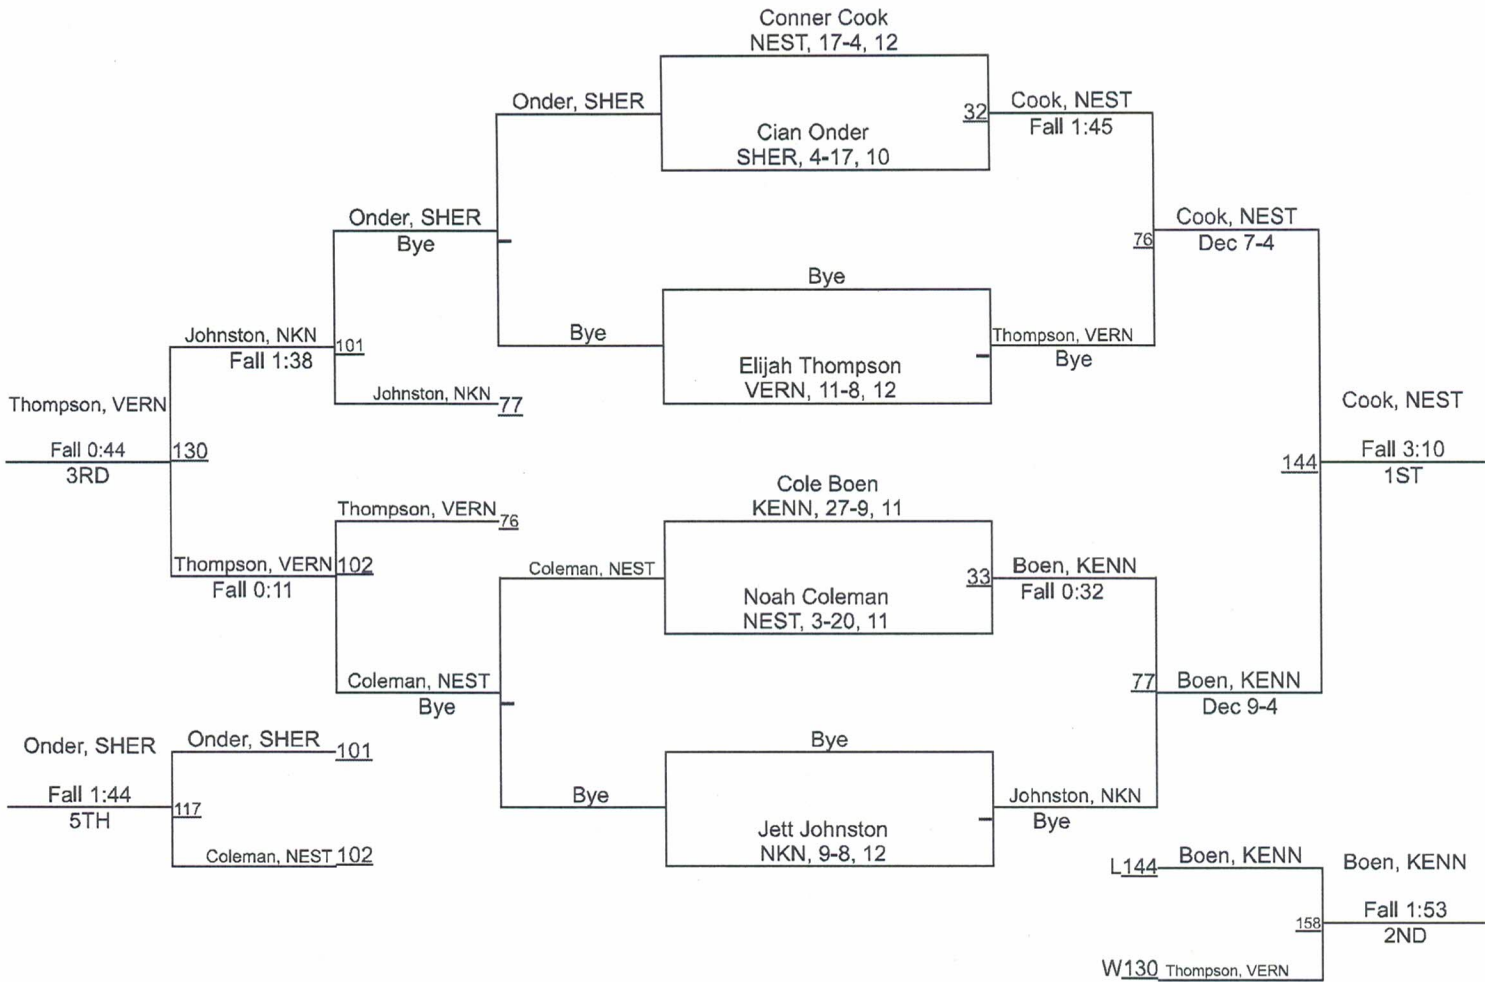 Conner Cook
NEST, 17-4, 12
Onder, SHER
32
Cook, NEST
Fall 1:45
Cian Onder
SHER, 4-17, 10
Onder, SHER
Bye
76
Cook, NEST
Dec 7-4
Bye
Johnston, NKN
Fall 1:38
101
Bye
Elijah Thompson
VERN, 11-8, 12
Thompson, VERN
Bye
Johnston, NKN
77
Thompson, VERN
Fall 0:44
3RD
130
Cook, NEST
Fall 3:10
1ST
144
Cole Boen
KENN, 27-9, 11
Thompson, VERN
76
Thompson, VERN
Fall 0:11
102
Coleman, NEST
33
Boen, KENN
Fall 0:32
Noah Coleman
NEST, 3-20, 11
Coleman, NEST
Bye
77
Boen, KENN
Dec 9-4
Onder, SHER
Fall 1:44
5TH
Onder, SHER
101
117
Coleman, NEST
102
Bye
Bye
Johnston, NKN
Bye
Jett Johnston
NKN, 9-8, 12
L144
Boen, KENN
Boen, KENN
Fall 1:53
2ND
158
W130
Thompson, VERN